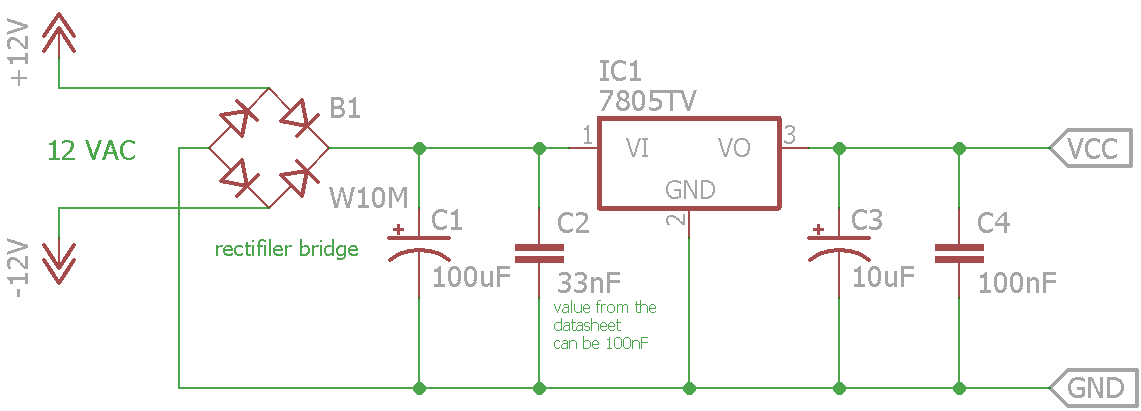 +12V
12 VAC
-12V
B1
W10M
rectifiler bridge
C1
100uF
C2
33nF
value from the
datasheet
can be 100nF
IC1
7805TV
1
VI
VO
3
GND
2
C3
10uF
C4
100nF
VCC
GND
+
+